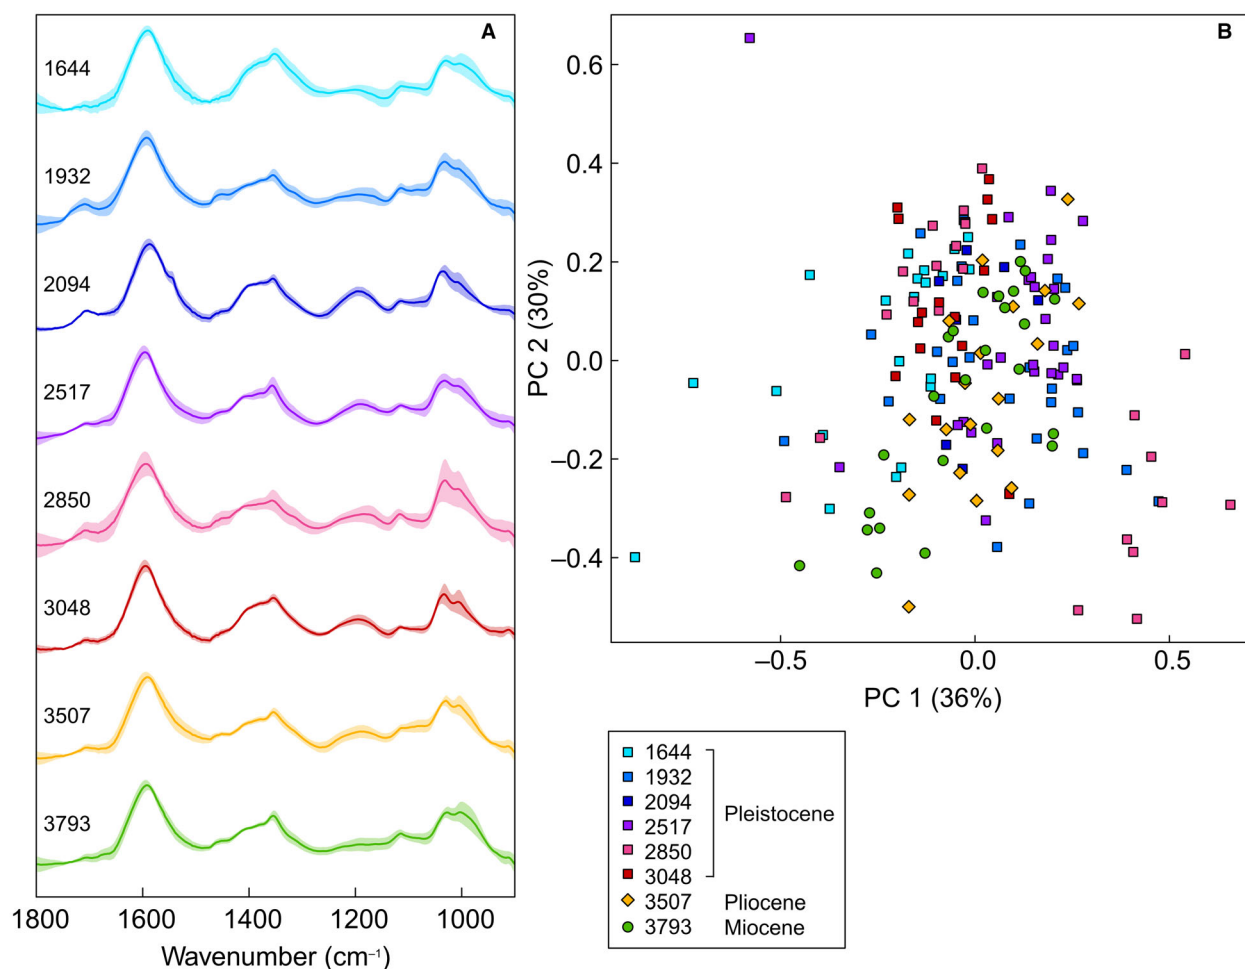 A
1644
1932
2094
2517
2850
3048
3507
3793
1800 1600 1400 1200 1000
Wavenumber (cm⁻¹)
B
0.6
0.4
0.2
0.0
–0.2
–0.4
PC 2 (30%)
–0.5 0.0 0.5
PC 1 (36%)
1644
1932
2094
2517
2850
3048
Pleistocene
3507 Pliocene
3793 Miocene